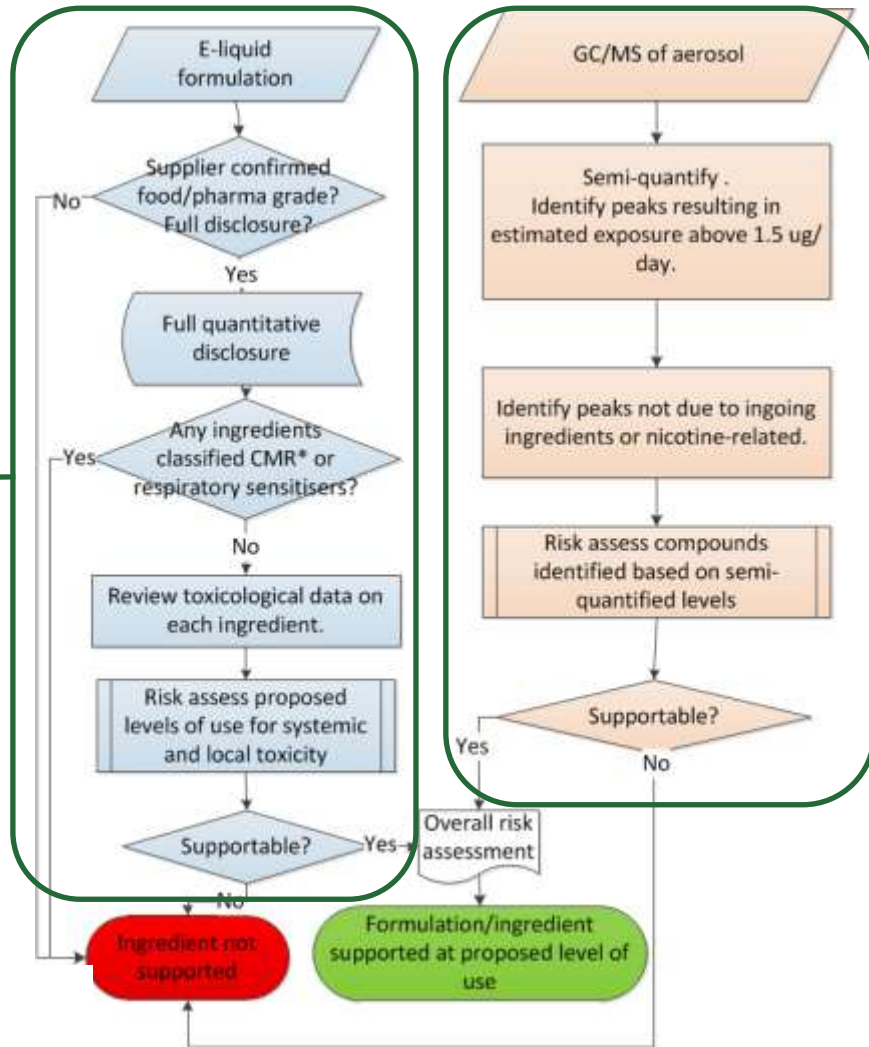 E-liquid
formulation
Supplier confirmed
food/pharma grade?
Full disclosure?
No
Yes
Full quantitative
disclosure
Any ingredients
classified CMR* or
respiratory sensitisers?
Yes
No
Review toxicological data on
each ingredient.
Risk assess proposed
levels of use for systemic
and local toxicity
Supportable?
Yes
No
Ingredient not
supported
GC/MS of aerosol
Semi-quantify .
Identify peaks resulting in
estimated exposure above 1.5 ug/
day.
Identify peaks not due to ingoing
ingredients or nicotine-related.
Risk assess compounds
identified based on semi-
quantified levels
Supportable?
Yes
No
Overall risk
assessment
Formulation/ingredient
supported at proposed level of
use